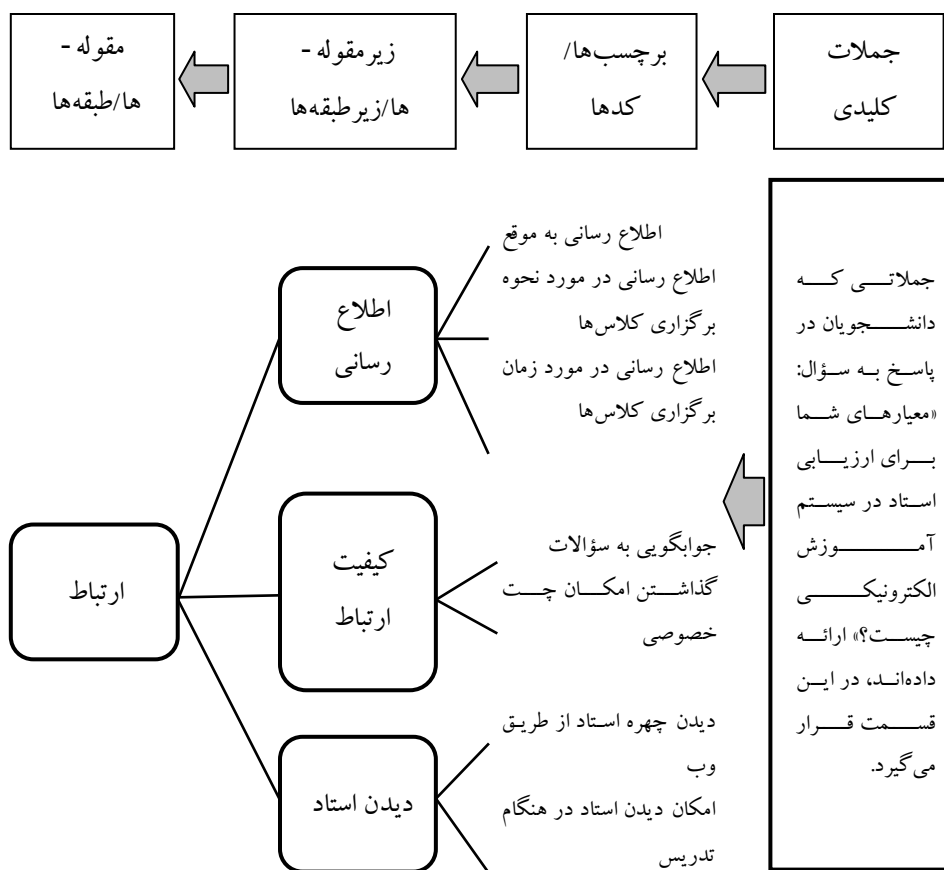 جملات
کلیدی
برچسب‌ها/
کدها
زیرمقوله -
ها/زیرطبقه‌ها
مقوله -
ها/طبقه‌ها
جملاتی که
دانشجویان در
پاسخ به سؤال:
«معیارهای شما
برای ارزیابی
استاد در سیستم
آموزش
الکترونیکی
چیست؟» ارائه
داده‌اند، در این
قسمت قرار
می‌گیرد.
اطلاع رسانی به موقع
اطلاع رسانی در مورد نحوه
برگزاری کلاس‌ها
اطلاع رسانی در مورد زمان
برگزاری کلاس‌ها
جوابگویی به سؤالات
گذاشتن امکان چت
خصوصی
دیدن چهره استاد از طریق
وب
امکان دیدن استاد در هنگام
تدریس
اطلاع
رسانی
کیفیت
ارتباط
دیدن استاد
ارتباط